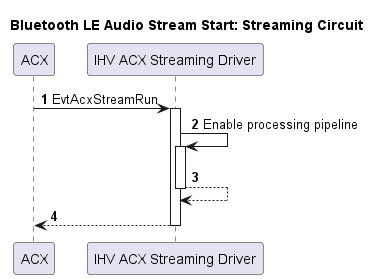 Bluetooth LE Audio Stream Start: Streaming Circuit
ACX
IHV ACX Streaming Driver
1 EvtAcxStreamRun
2 Enable processing pipeline
3
4
ACX
IHV ACX Streaming Driver